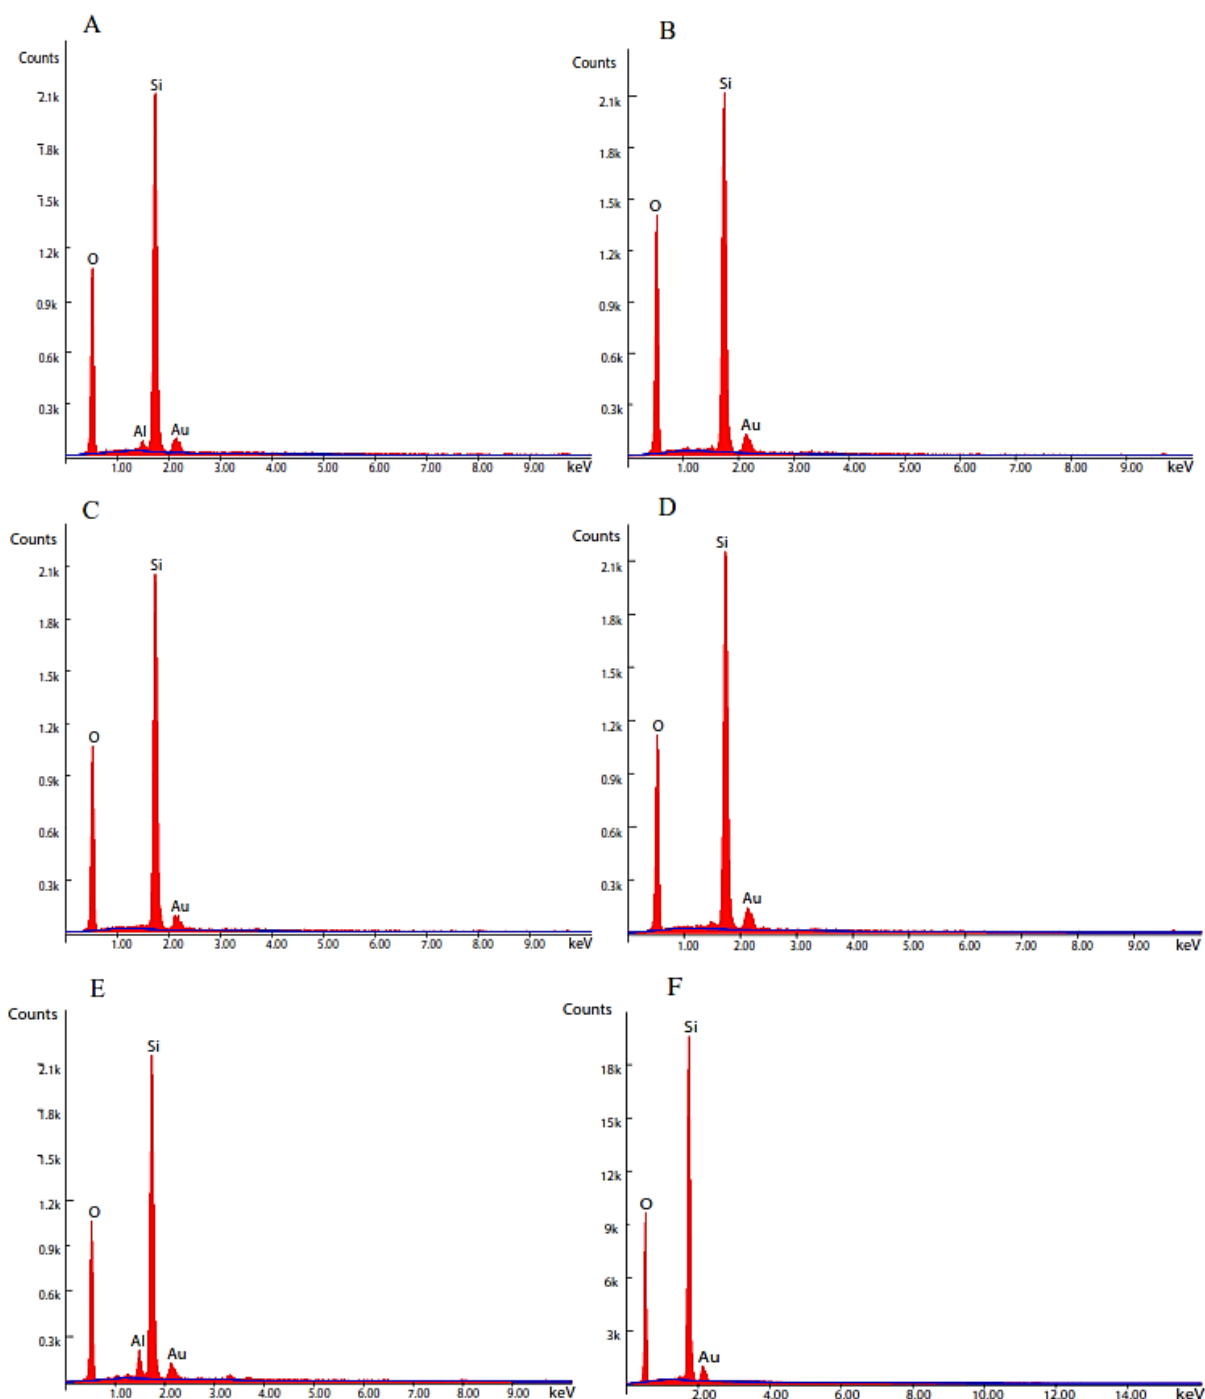 A
Counts
Si
2.1k
1.8k
1.5k
1.2k
O
0.9k
0.6k
0.3k
Al
Au
1.00 2.00 3.00 4.00 5.00 6.00 7.00 8.00 9.00 keV
B
Counts
Si
2.1k
1.8k
1.5k
O
1.2k
0.9k
0.6k
0.3k
Au
1.00 2.00 3.00 4.00 5.00 6.00 7.00 8.00 9.00 keV
C
Counts
Si
2.1k
1.8k
1.5k
1.2k
O
0.9k
0.6k
0.3k
Au
1.00 2.00 3.00 4.00 5.00 6.00 7.00 8.00 9.00 keV
D
Counts
Si
2.1k
1.8k
1.5k
1.2k
O
0.9k
0.6k
0.3k
Au
1.00 2.00 3.00 4.00 5.00 6.00 7.00 8.00 9.00 keV
E
Counts
Si
2.1k
1.8k
1.5k
1.2k
O
0.9k
0.6k
0.3k
Al
Au
1.00 2.00 3.00 4.00 5.00 6.00 7.00 8.00 9.00 keV
F
Counts
Si
18k
15k
12k
O
9k
6k
3k
Au
2.00 4.00 6.00 8.00 10.00 12.00 14.00 keV